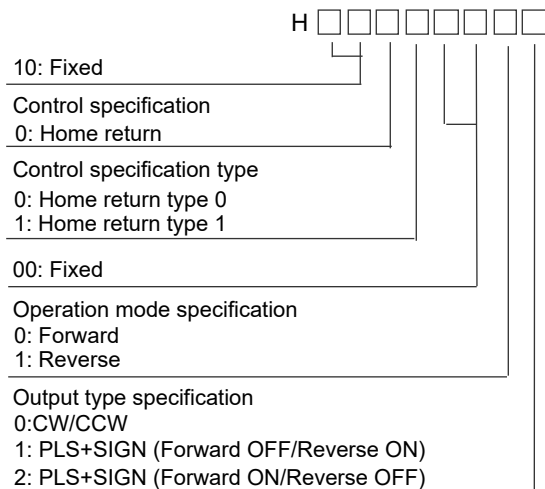 H □□□□□□□□
10: Fixed
Control specification
0: Home return
Control specification type
0: Home return type 0
1: Home return type 1
00: Fixed
Operation mode specification
0: Forward
1: Reverse
Output type specification
0:CW/CCW
1: PLS+SIGN (Forward OFF/Reverse ON)
2: PLS+SIGN (Forward ON/Reverse OFF)